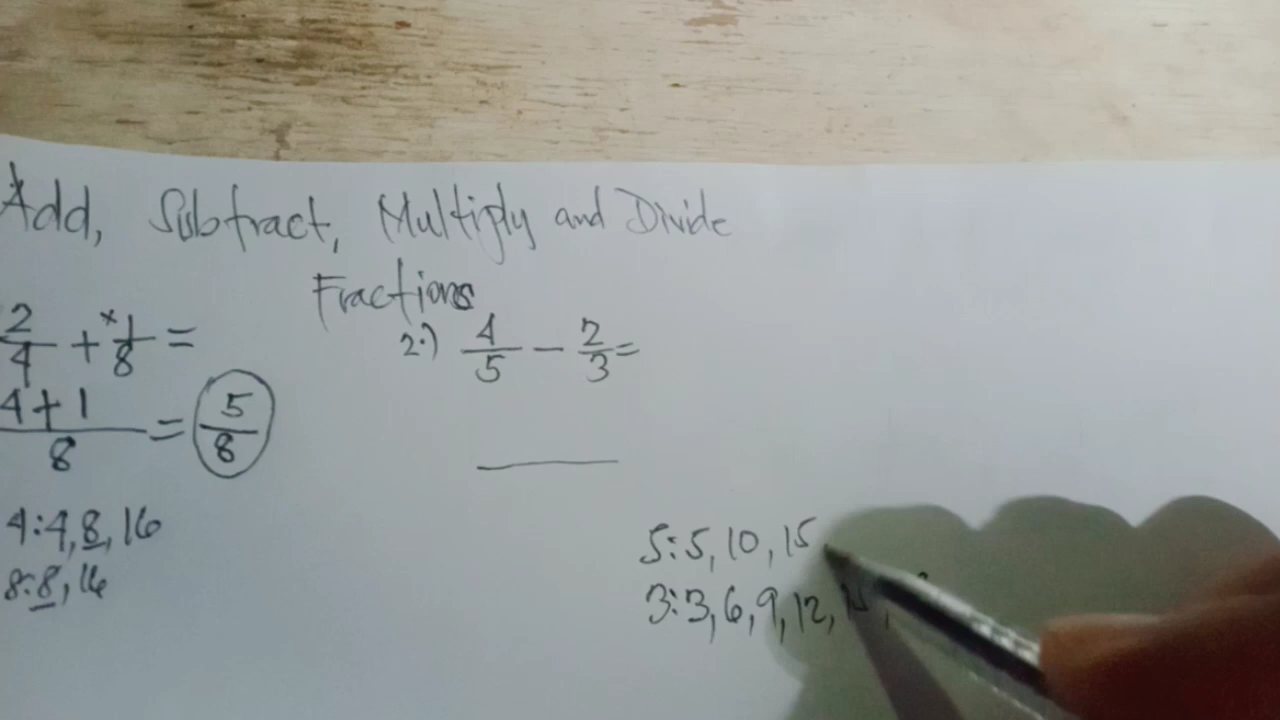 Add, Subtract, Multiply and Divide
Fractions
2/4 + 1/8 =
4+1/8 = 5/8
4:4,8,16
8:8,16
2.) 4/5 - 2/3 =
5:5,10,15
3:3,6,9,12,15,